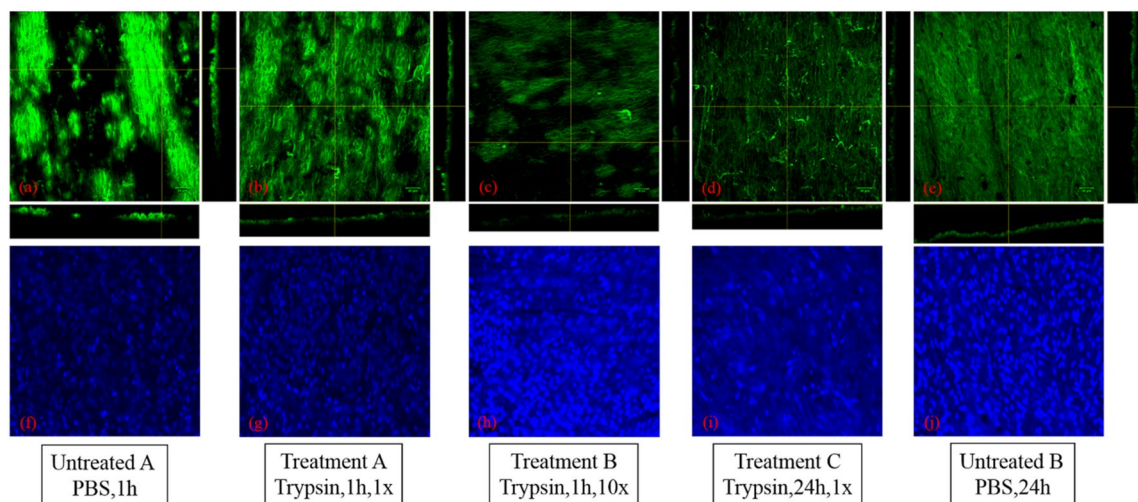 (a) (b) (c) (d) (e)
(f) (g) (h) (i) (j)
Untreated A
PBS,1h
Treatment A
Trypsin,1h,1x
Treatment B
Trypsin,1h,10x
Treatment C
Trypsin,24h,1x
Untreated B
PBS,24h